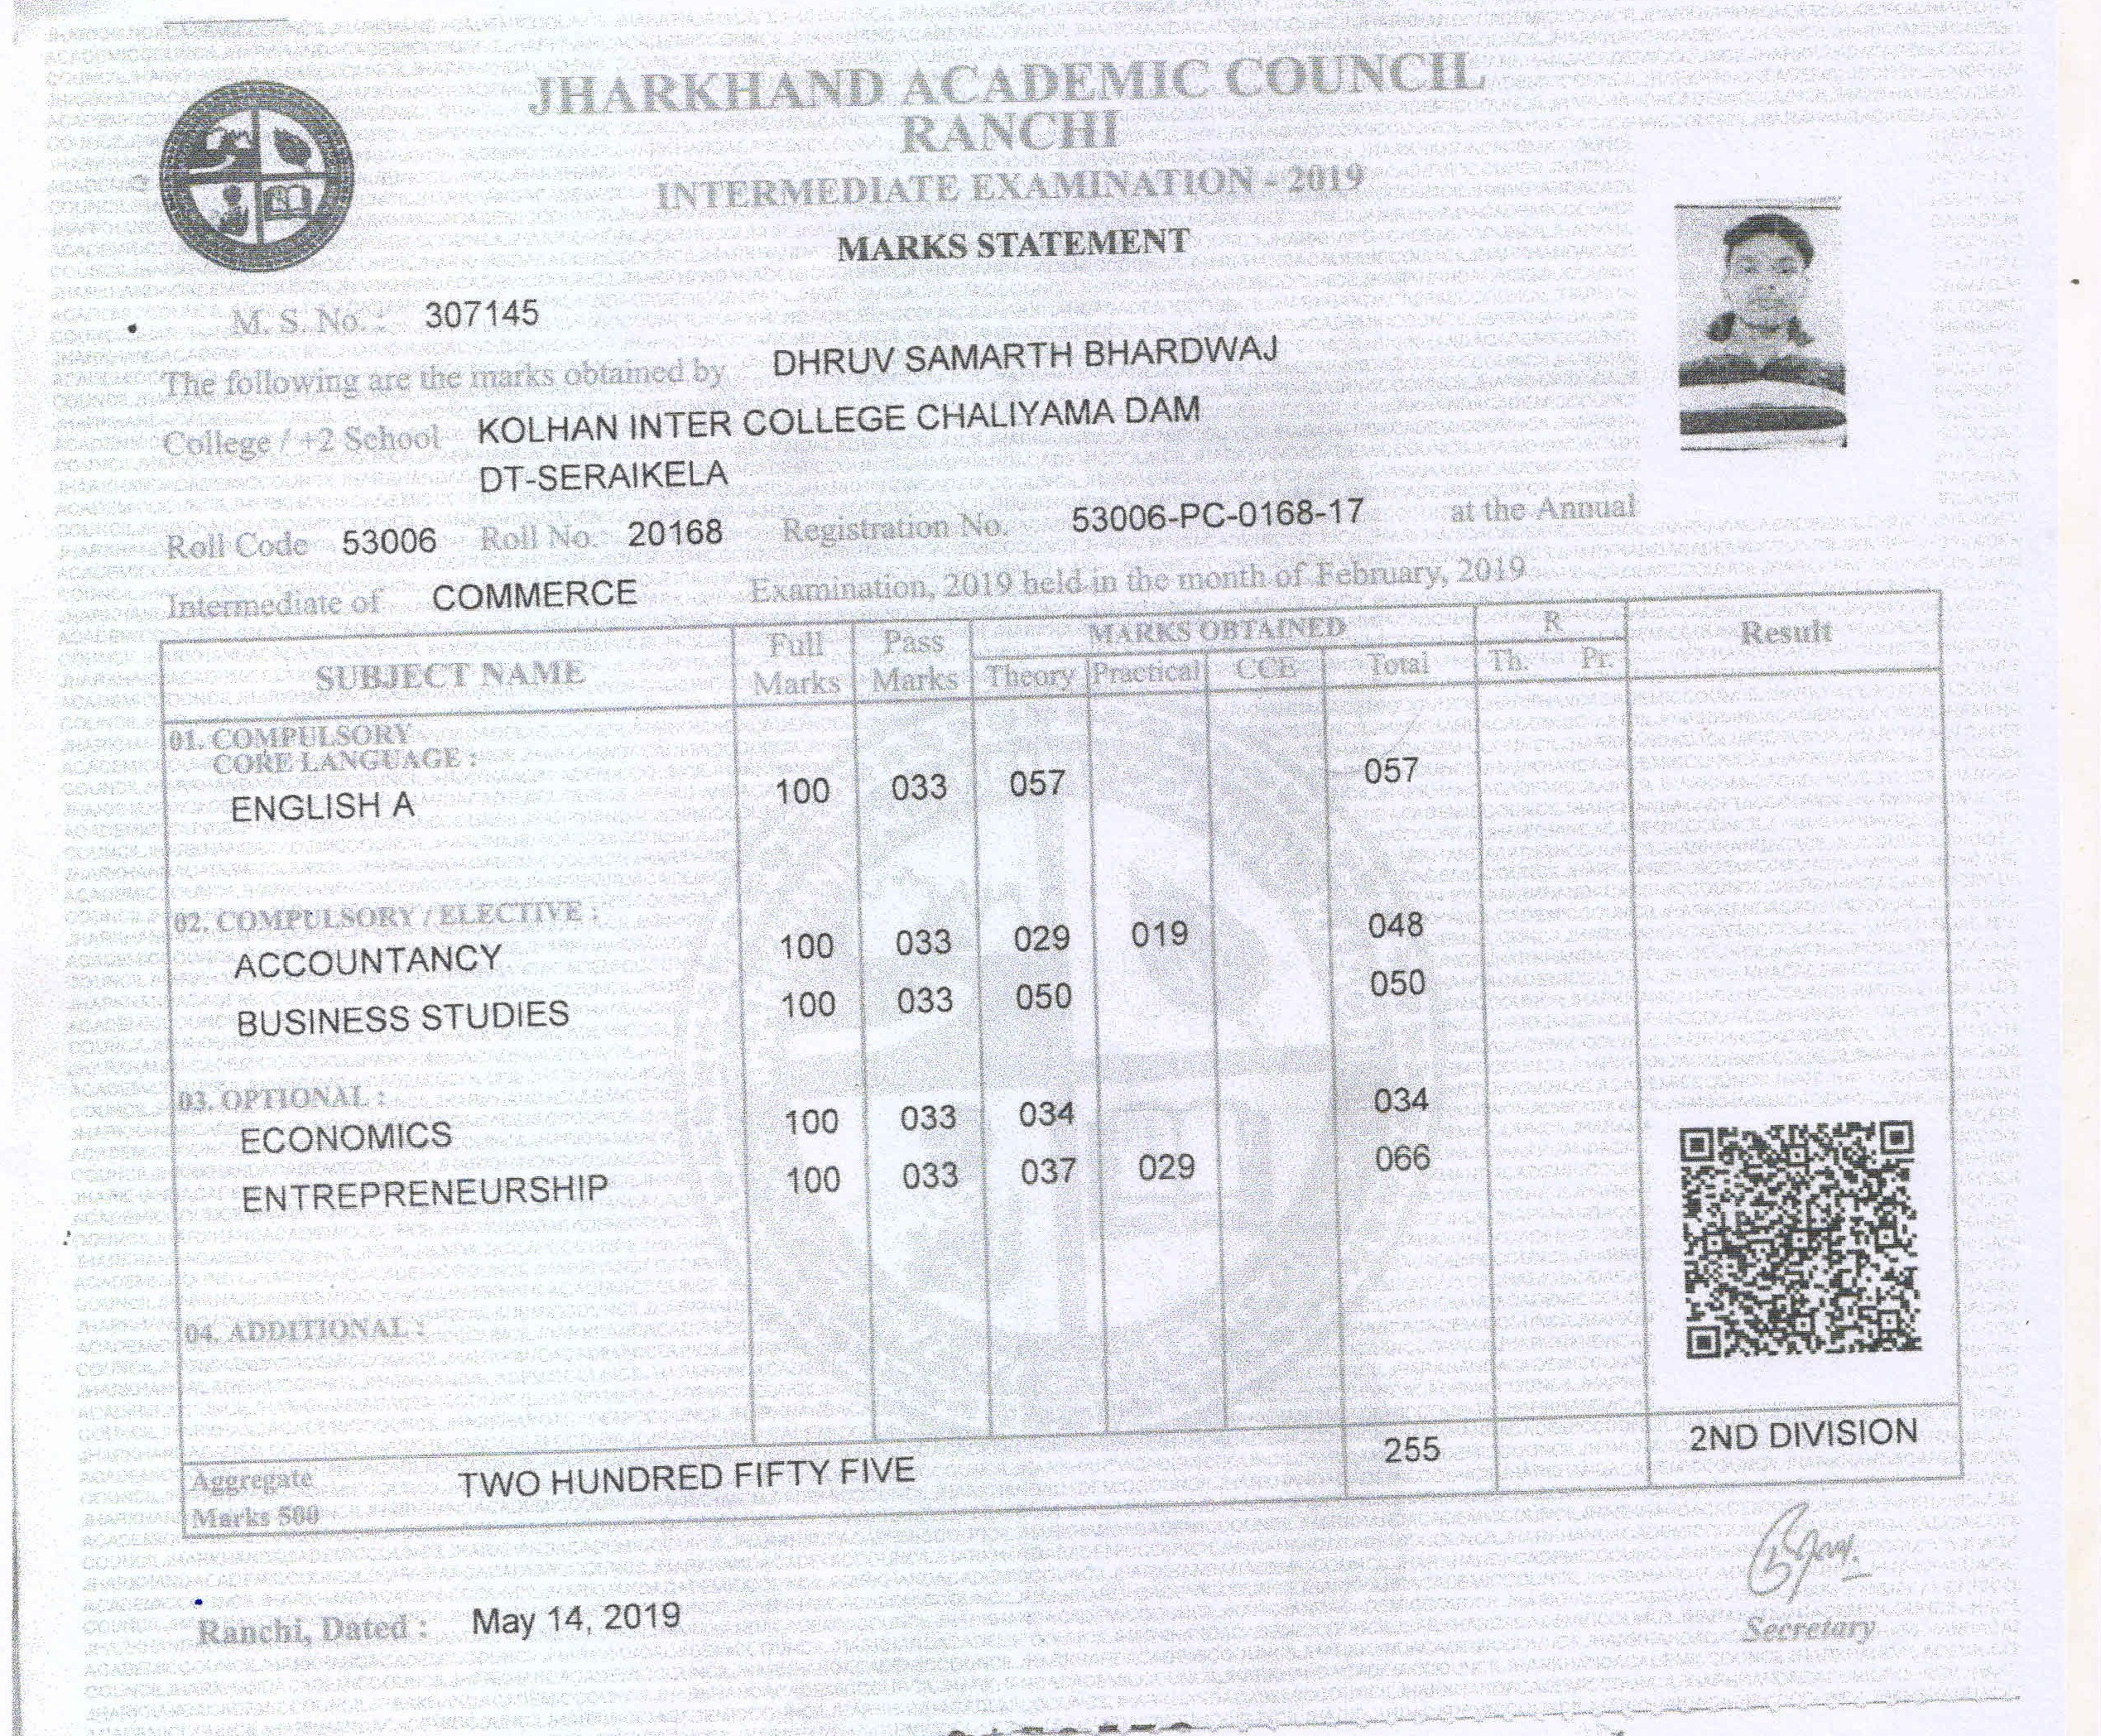 JHARKHAND ACADEMIC COUNCIL
RANCHI
INTERMEDIATE EXAMINATION - 2019
MARKS STATEMENT
M. S. No. : 307145
The following are the marks obtained by DHRUV SAMARTH BHARDWAJ
College / +2 School KOLHAN INTER COLLEGE CHALIYAMA DAM
DT-SERAIKELA
Roll Code 53006 Roll No.: 20168 Registration No. 53006-PC-0168-17 at the Annual
Intermediate of COMMERCE Examination, 2019 held in the month of February, 2019
SUBJECT NAME Full Marks Pass Marks MARKS OBTAINED R Result
Theory Practical CCE Total Th. Pr.
01. COMPULSORY
CORE LANGUAGE :
ENGLISH A 100 033 057 057
02. COMPULSORY / ELECTIVE :
ACCOUNTANCY 100 033 029 019 048
BUSINESS STUDIES 100 033 050 050
03. OPTIONAL :
ECONOMICS 100 033 034 034
ENTREPRENEURSHIP 100 033 037 029 066
04. ADDITIONAL :
Aggregate TWO HUNDRED FIFTY FIVE 255 2ND DIVISION
Marks 500
Ranchi, Dated : May 14, 2019
Secretary